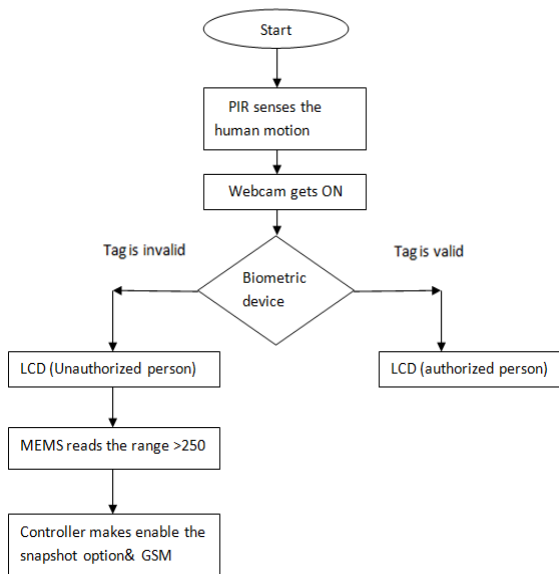 Start
PIR senses the
human motion
Webcam gets ON
Tag is invalid
Tag is valid
Biometric
device
LCD (Unauthorized person)
LCD (authorized person)
MEMS reads the range >250
Controller makes enable the
snapshot option& GSM